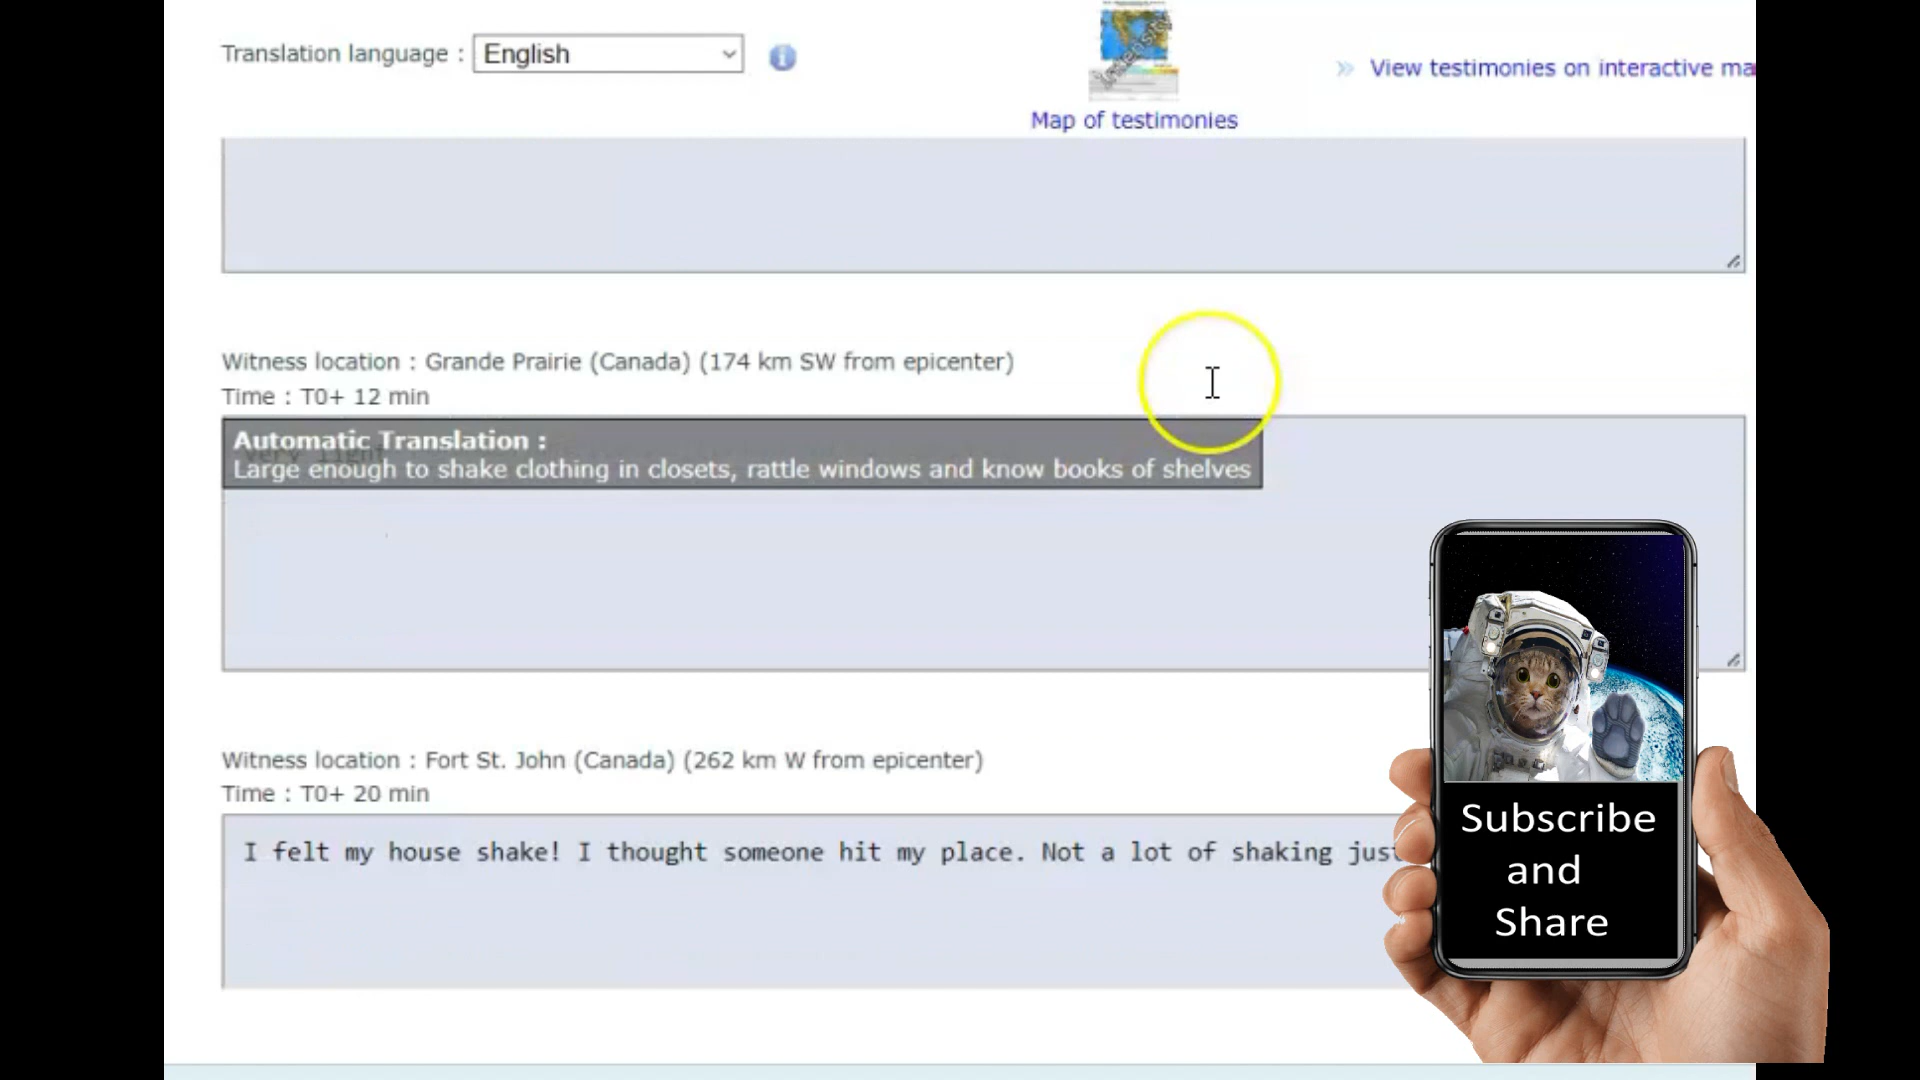 Translation language : English
View testimonies on interactive ma
Map of testimonies
Witness location : Grande Prairie (Canada) (174 km SW from epicenter)
Time : T0+ 12 min
Automatic Translation :
Large enough to shake clothing in closets, rattle windows and know books of shelves
Witness location : Fort St. John (Canada) (262 km W from epicenter)
Time : T0+ 20 min
I felt my house shake! I thought someone hit my place. Not a lot of shaking just
Subscribe
and
Share